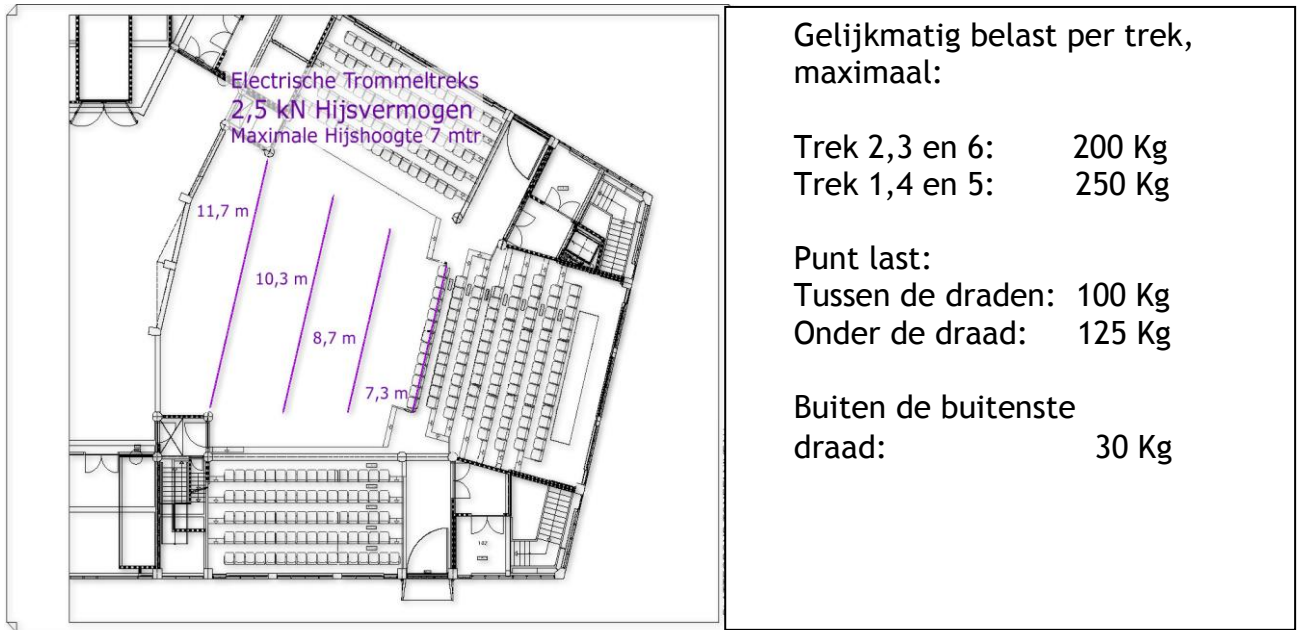 Electrische Trommeltreks
2,5 kN Hijsvermogen
Maximale Hijshoogte 7 mtr
11,7 m
10,3 m
8,7 m
7,3 m
Gelijkmatig belast per trek,
maximaal:
Trek 2,3 en 6: 200 Kg
Trek 1,4 en 5: 250 Kg
Punt last:
Tussen de draden: 100 Kg
Onder de draad: 125 Kg
Buiten de buitenste
draad: 30 Kg